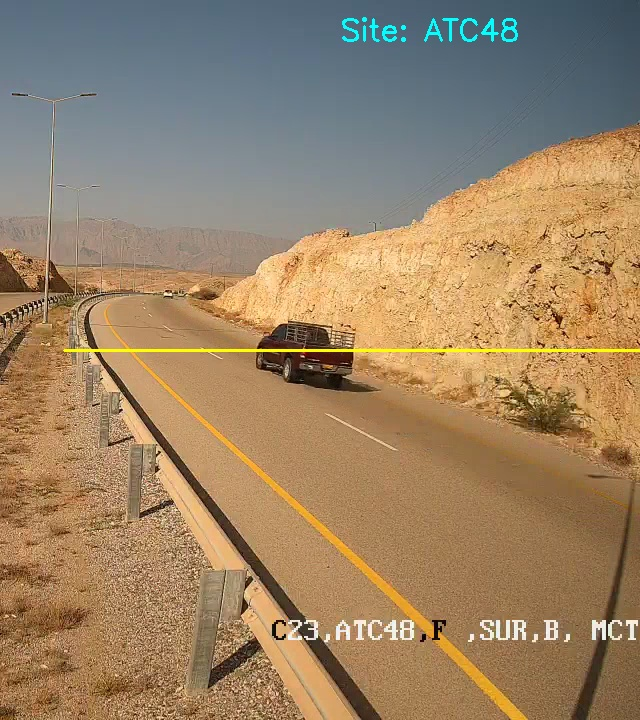 Site: ATC48
C23,ATC48,F ,SUR,B, MCT